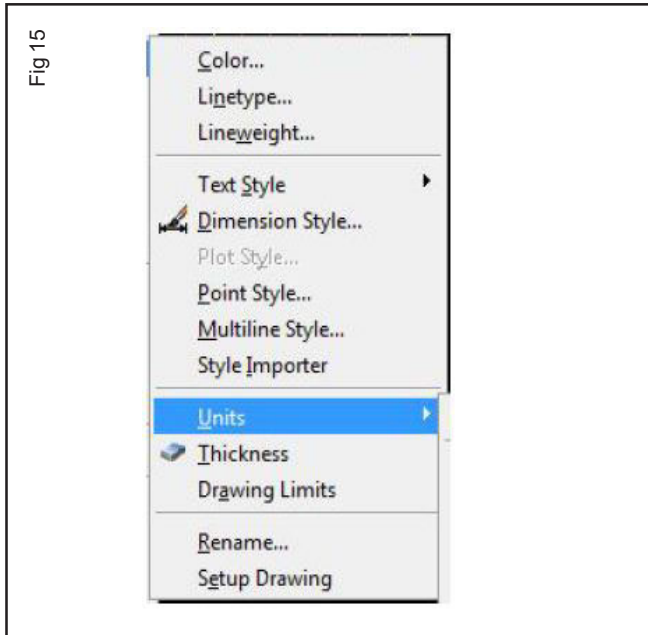 Fig 15
Color...
Linetype...
Lineweight...
Text Style
Dimension Style...
Plot Style...
Point Style...
Multiline Style...
Style Importer
Units
Thickness
Drawing Limits
Rename...
Setup Drawing